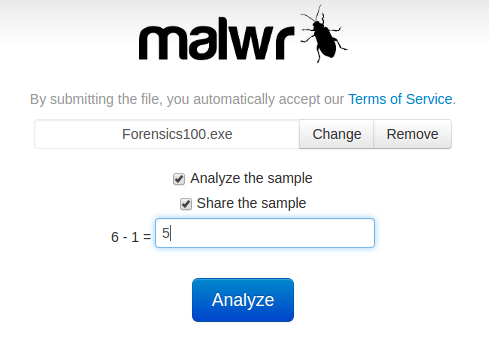 malwr
By submitting the file, you automatically accept our Terms of Service.
Forensics100.exe Change Remove
Analyze the sample
Share the sample
6 - 1 = 5
Analyze